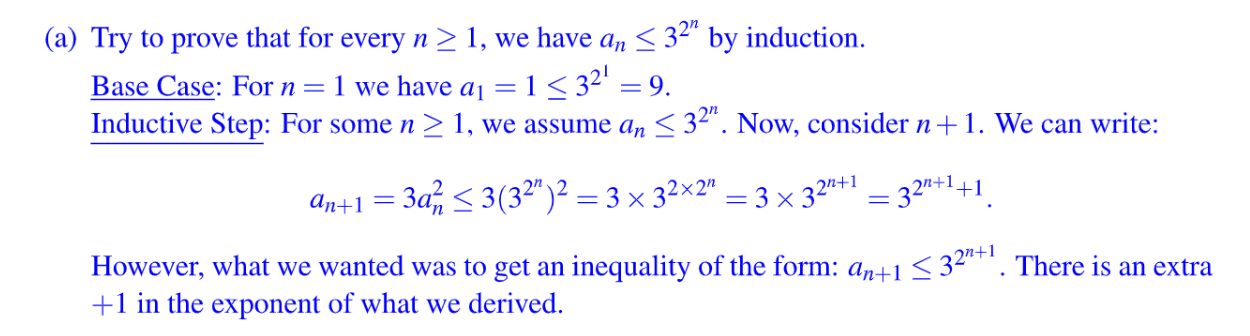 (a) Try to prove that for every n ≥ 1, we have aₙ ≤ 3^{2^n} by induction.
Base Case: For n = 1 we have a₁ = 1 ≤ 3^{2^1} = 9.
Inductive Step: For some n ≥ 1, we assume aₙ ≤ 3^{2^n}. Now, consider n + 1. We can write:
a_{n+1} = 3a_n^2 ≤ 3(3^{2^n})^2 = 3 × 3^{2×2^n} = 3 × 3^{2^{n+1}} = 3^{2^{n+1}+1}.
However, what we wanted was to get an inequality of the form: a_{n+1} ≤ 3^{2^{n+1}}. There is an extra
+1 in the exponent of what we derived.